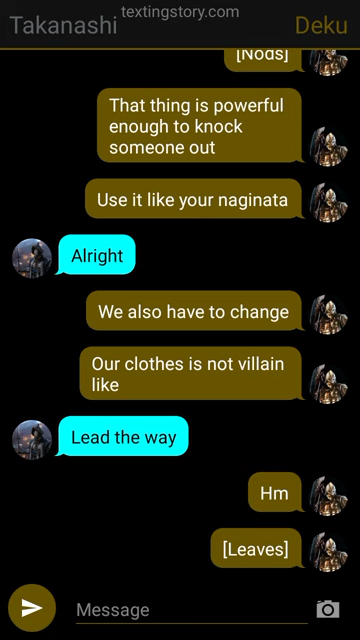 textingstory.com
Takanashi
Deku
[Nods]
That thing is powerful
enough to knock
someone out
Use it like your naginata
Alright
We also have to change
Our clothes is not villain
like
Lead the way
Hm
[Leaves]
Message